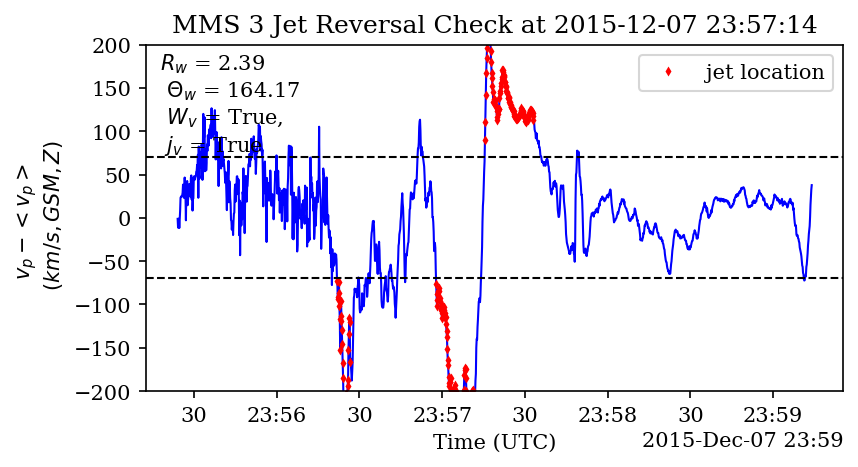 MMS 3 Jet Reversal Check at 2015-12-07 23:57:14
R_w = 2.39
Θ_w = 164.17
W_v = True,
j_v = True
jet location
v_p − <v_p>
(km/s, GSM, Z)
200
150
100
50
0
−50
−100
−150
−200
30 23:56 30 23:57 30 23:58 30 23:59
Time (UTC) 2015-Dec-07 23:59